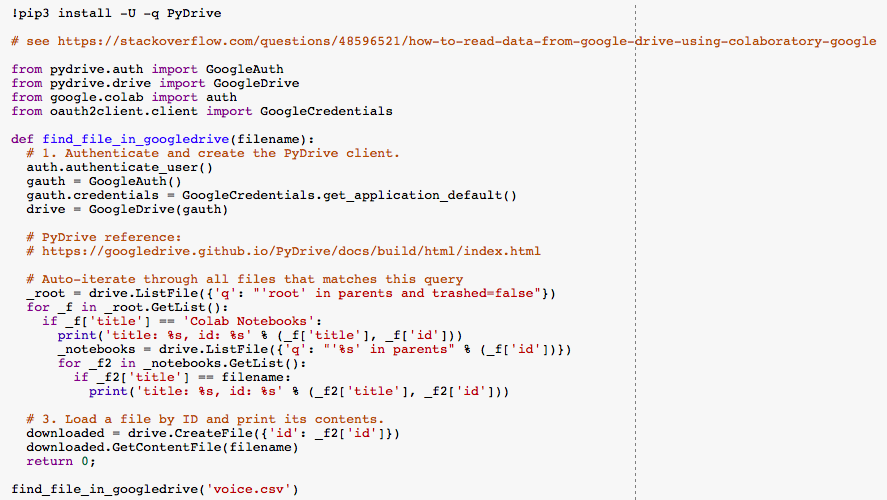 !pip3 install -U -q PyDrive
# see https://stackoverflow.com/questions/48596521/how-to-read-data-from-google-drive-using-colaboratory-google
from pydrive.auth import GoogleAuth
from pydrive.drive import GoogleDrive
from google.colab import auth
from oauth2client.client import GoogleCredentials
def find_file_in_googledrive(filename):
  # 1. Authenticate and create the PyDrive client.
  auth.authenticate_user()
  gauth = GoogleAuth()
  gauth.credentials = GoogleCredentials.get_application_default()
  drive = GoogleDrive(gauth)
  # PyDrive reference:
  # https://googledrive.github.io/PyDrive/docs/build/html/index.html
  # Auto-iterate through all files that matches this query
  _root = drive.ListFile({'q': "'root' in parents and trashed=false"})
  for _f in _root.GetList():
    if _f['title'] == 'Colab Notebooks':
      print('title: %s, id: %s' % (_f['title'], _f['id']))
      _notebooks = drive.ListFile({'q': "'%s' in parents" % (_f['id'])})
      for _f2 in _notebooks.GetList():
        if _f2['title'] == filename:
          print('title: %s, id: %s' % (_f2['title'], _f2['id']))
  # 3. Load a file by ID and print its contents.
  downloaded = drive.CreateFile({'id': _f2['id']})
  downloaded.GetContentFile(filename)
  return 0;
find_file_in_googledrive('voice.csv')